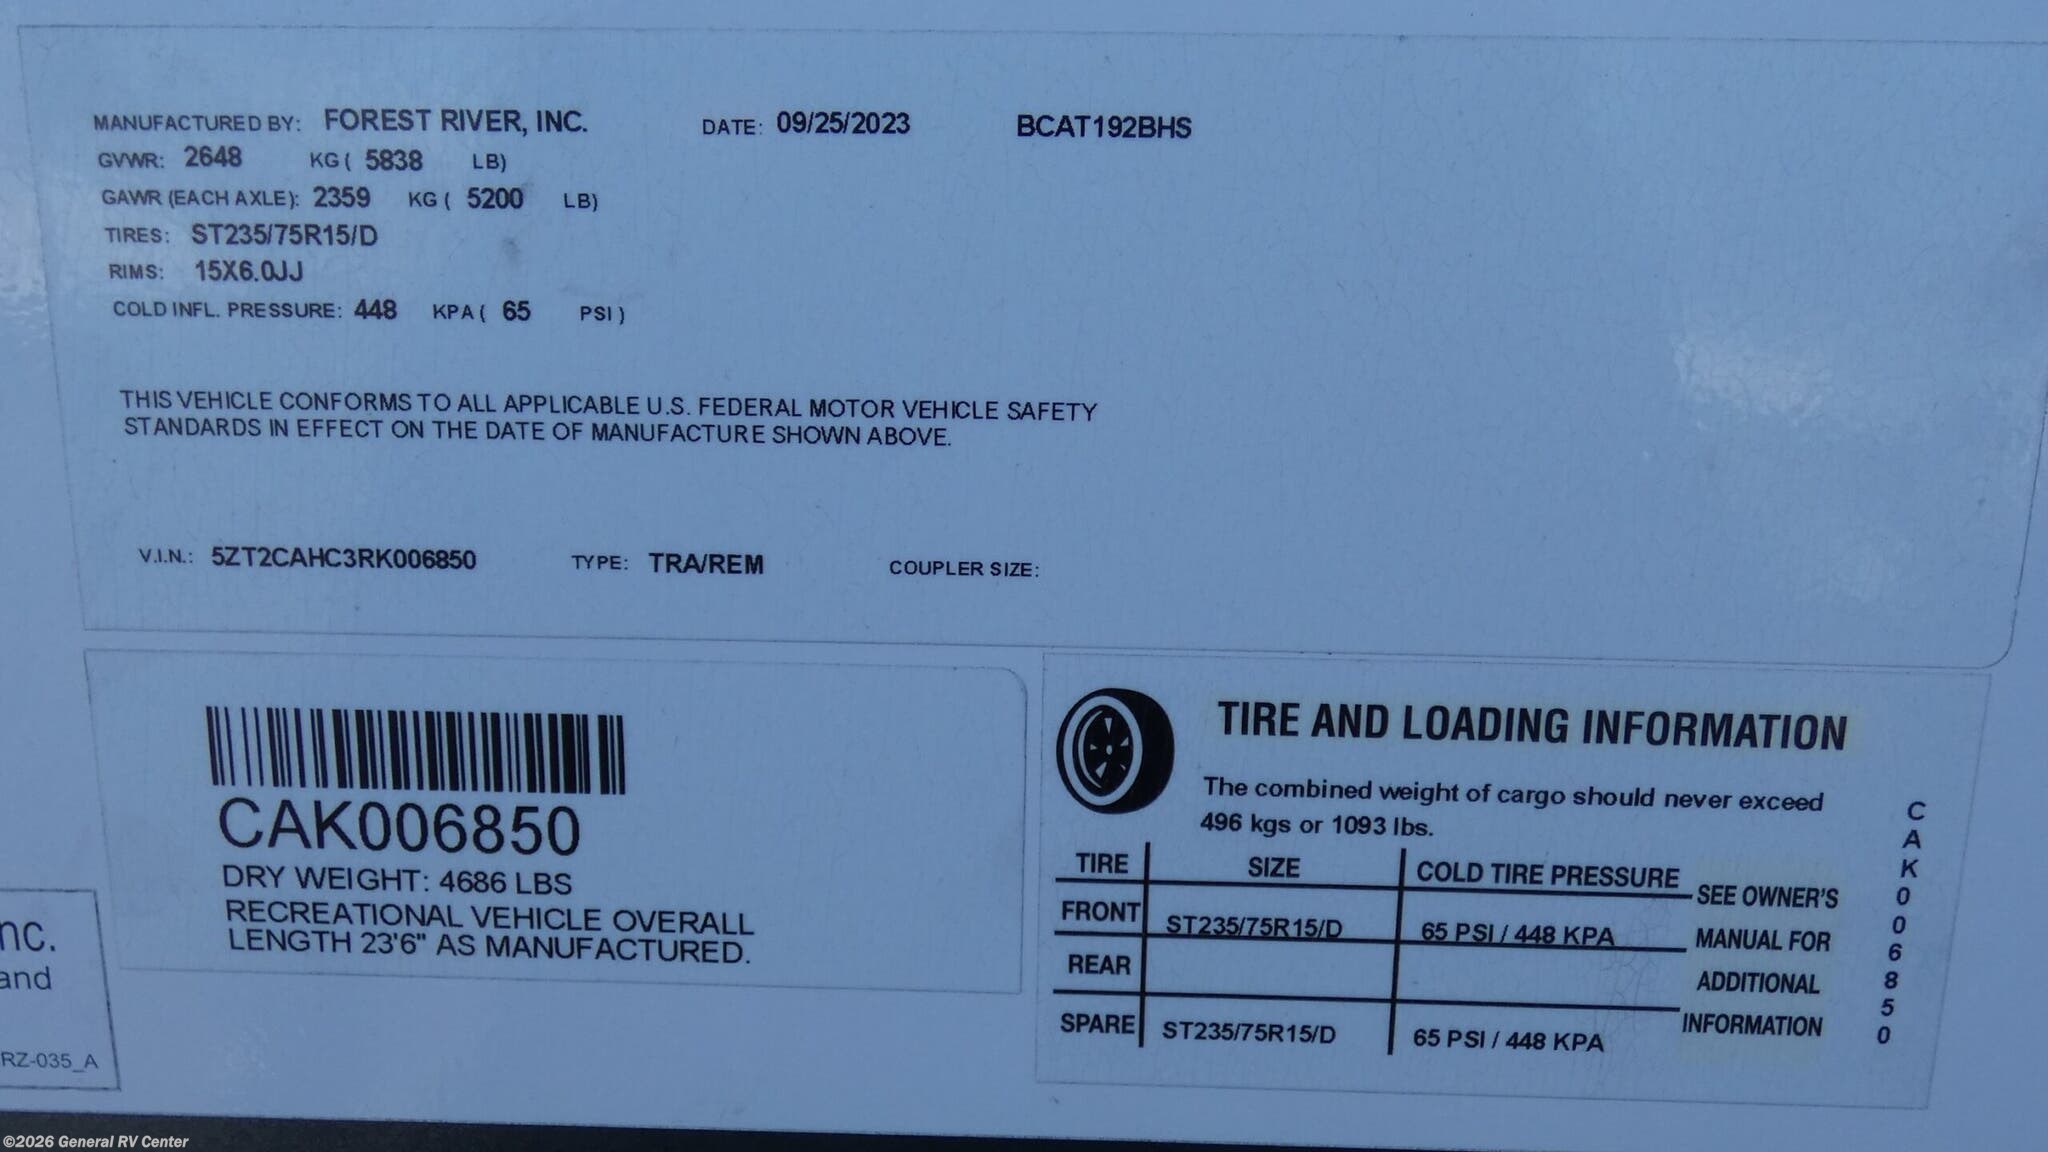 MANUFACTURED BY: FOREST RIVER, INC. DATE: 09/25/2023 BCAT192BHS
GVWR: 2648 KG ( 5838 LB)
GAWR (EACH AXLE): 2359 KG ( 5200 LB)
TIRES: ST235/75R15/D
RIMS: 15X6.0JJ
COLD INFL. PRESSURE: 448 KPA ( 65 PSI )
THIS VEHICLE CONFORMS TO ALL APPLICABLE U.S. FEDERAL MOTOR VEHICLE SAFETY
STANDARDS IN EFFECT ON THE DATE OF MANUFACTURE SHOWN ABOVE.
V.I.N.: 5ZT2CAHC3RK006850 TYPE: TRA/REM COUPLER SIZE:
CAK006850
DRY WEIGHT: 4686 LBS
RECREATIONAL VEHICLE OVERALL
LENGTH 23'6" AS MANUFACTURED.
nc.
and
RZ-035_A
TIRE AND LOADING INFORMATION
The combined weight of cargo should never exceed
496 kgs or 1093 lbs.
TIRE SIZE COLD TIRE PRESSURE
FRONT ST235/75R15/D 65 PSI / 448 KPA
REAR
SPARE ST235/75R15/D 65 PSI / 448 KPA
SEE OWNER'S
MANUAL FOR
ADDITIONAL
INFORMATION
CAK006850
©2026 General RV Center